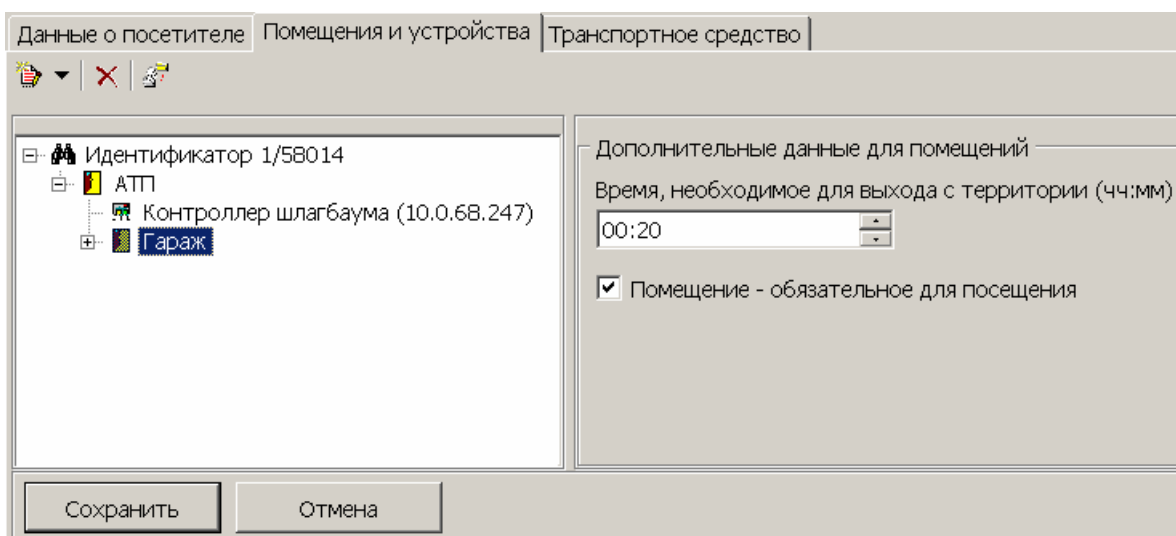 Данные о посетителе Помещения и устройства Транспортное средство
Идентификатор 1/58014
АТП
Контроллер шлагбаума (10.0.68.247)
Гараж
Дополнительные данные для помещений
Время, необходимое для выхода с территории (чч:мм)
00:20
Помещение - обязательное для посещения
Сохранить Отмена